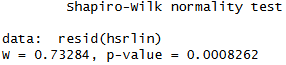 Shapiro-Wilk normality test
data:  resid(hsrlin)
W = 0.73284, p-value = 0.0008262